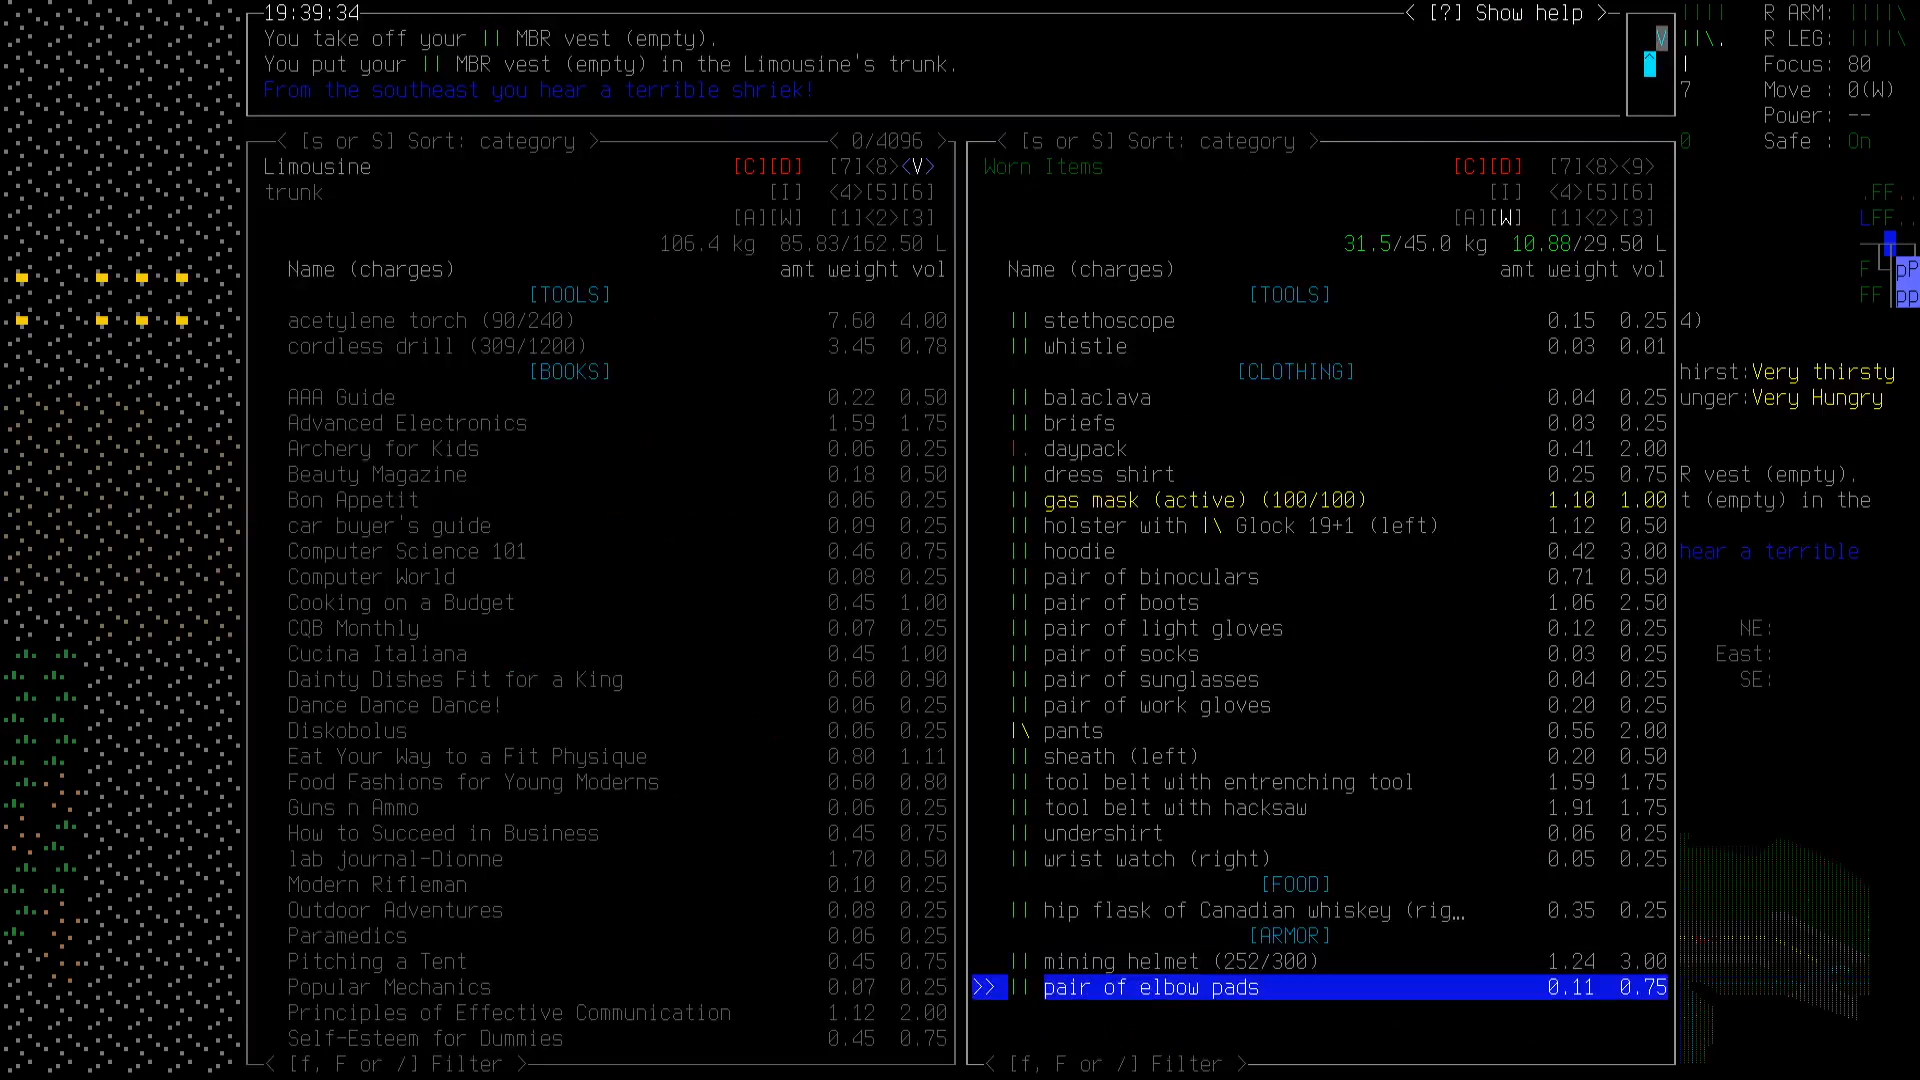 19:39:34 < [?] Show help >
You take off your || MBR vest (empty).
You put your || MBR vest (empty) in the Limousine's trunk.
From the southeast you hear a terrible shriek!
R ARM:
R LEG:
Focus: 80
7 Move : 0(W)
Power: --
0 Safe : On
< [s or S] Sort: category > < 0/4096 >
Limousine [C][D] [7]<8><V>
trunk [I] <4>[5][6]
[A][W] [1]<2>[3]
106.4 kg 85.83/162.50 L
Name (charges) amt weight vol
[TOOLS]
acetylene torch (90/240) 7.60 4.00
cordless drill (309/1200) 3.45 0.78
[BOOKS]
AAA Guide 0.22 0.50
Advanced Electronics 1.59 1.75
Archery for Kids 0.06 0.25
Beauty Magazine 0.18 0.50
Bon Appetit 0.06 0.25
car buyer's guide 0.09 0.25
Computer Science 101 0.46 0.75
Computer World 0.08 0.25
Cooking on a Budget 0.45 1.00
CQB Monthly 0.07 0.25
Cucina Italiana 0.45 1.00
Dainty Dishes Fit for a King 0.60 0.90
Dance Dance Dance! 0.06 0.25
Diskobolus 0.06 0.25
Eat Your Way to a Fit Physique 0.80 1.11
Food Fashions for Young Moderns 0.60 0.80
Guns n Ammo 0.06 0.25
How to Succeed in Business 0.45 0.75
lab journal-Dionne 1.70 0.50
Modern Rifleman 0.10 0.25
Outdoor Adventures 0.08 0.25
Paramedics 0.06 0.25
Pitching a Tent 0.45 0.75
Popular Mechanics 0.07 0.25
Principles of Effective Communication 1.12 2.00
Self-Esteem for Dummies 0.45 0.75
< [f, F or /] Filter >
< [s or S] Sort: category >
Worn Items [C][D] [7]<8><9>
[I] <4>[5][6]
[A][W] [1]<2>[3]
31.5/45.0 kg 10.88/29.50 L
Name (charges) amt weight vol
[TOOLS]
|| stethoscope 0.15 0.25
|| whistle 0.03 0.01
[CLOTHING]
|| balaclava 0.04 0.25
|| briefs 0.03 0.25
|. daypack 0.41 2.00
|| dress shirt 0.25 0.75
|| gas mask (active) (100/100) 1.10 1.00
|| holster with |\ Glock 19+1 (left) 1.12 0.50
|| hoodie 0.42 3.00
|| pair of binoculars 0.71 0.50
|| pair of boots 1.06 2.50
|| pair of light gloves 0.12 0.25
|| pair of socks 0.03 0.25
|| pair of sunglasses 0.04 0.25
|| pair of work gloves 0.20 0.25
|\ pants 0.56 2.00
|| sheath (left) 0.20 0.50
|| tool belt with entrenching tool 1.59 1.75
|| tool belt with hacksaw 1.91 1.75
|| undershirt 0.06 0.25
|| wrist watch (right) 0.05 0.25
[FOOD]
|| hip flask of Canadian whiskey (rig… 0.35 0.25
[ARMOR]
|| mining helmet (252/300) 1.24 3.00
>> || pair of elbow pads 0.11 0.75
< [f, F or /] Filter >
4)
hirst:Very thirsty
unger:Very Hungry
R vest (empty).
t (empty) in the
hear a terrible
NE:
East:
SE: